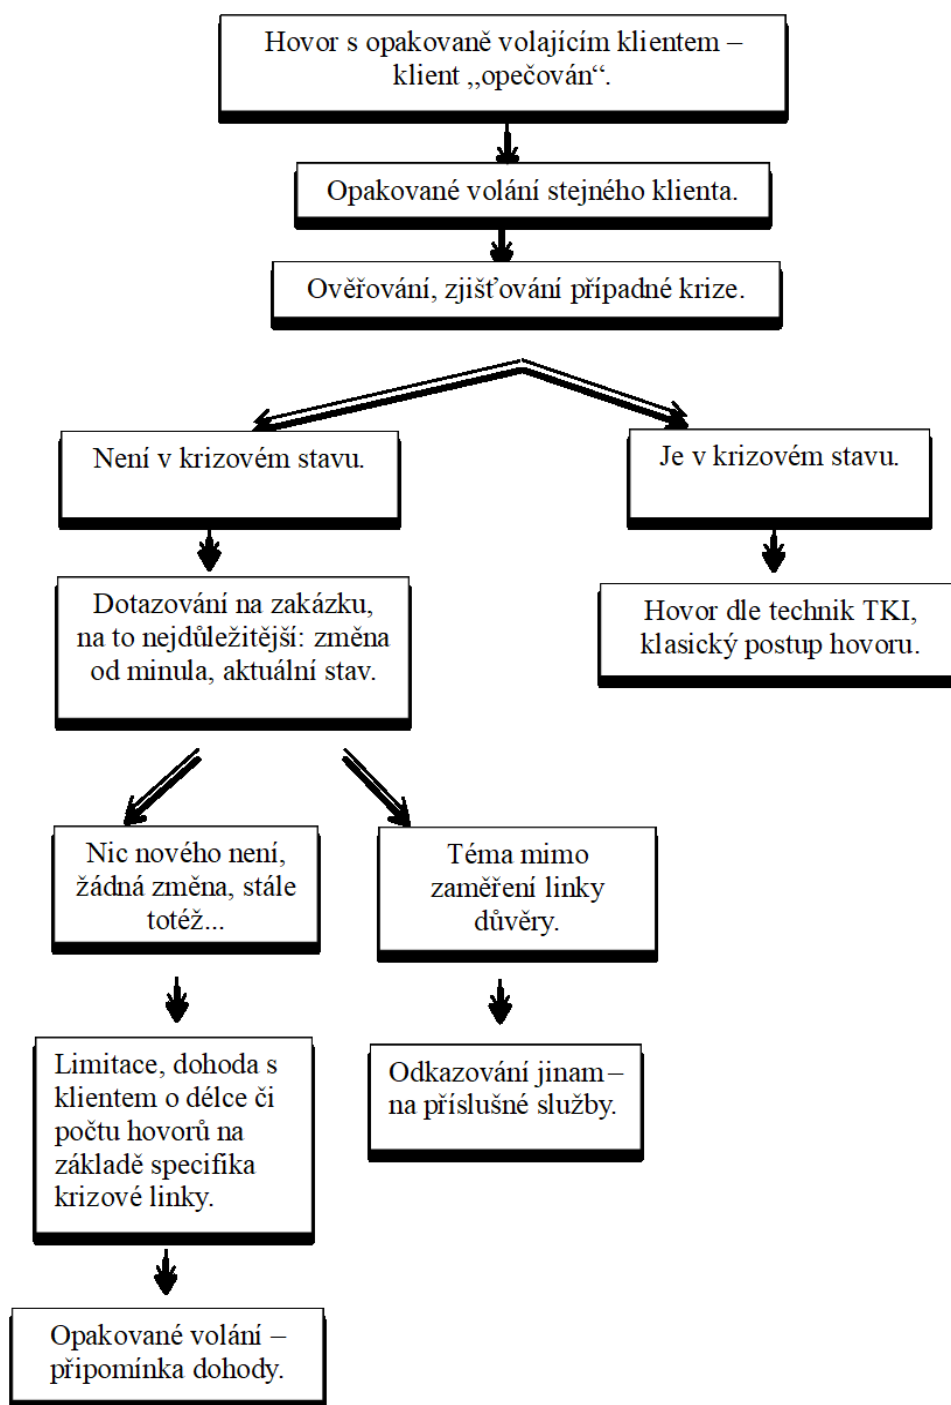 Hovor s opakovaně volajícím klientem –
klient „opečován“.
Opakované volání stejného klienta.
Ověřování, zjišťování případné krize.
Není v krizovém stavu.
Je v krizovém stavu.
Dotazování na zakázku,
na to nejdůležitější: změna
od minula, aktuální stav.
Hovor dle technik TKI,
klasický postup hovoru.
Nic nového není,
žádná změna, stále
totéž...
Téma mimo
zaměření linky
důvěry.
Limitace, dohoda s
klientem o délce či
počtu hovorů na
základě specifika
krizové linky.
Odkazování jinam –
na příslušné služby.
Opakované volání –
připomínka dohody.